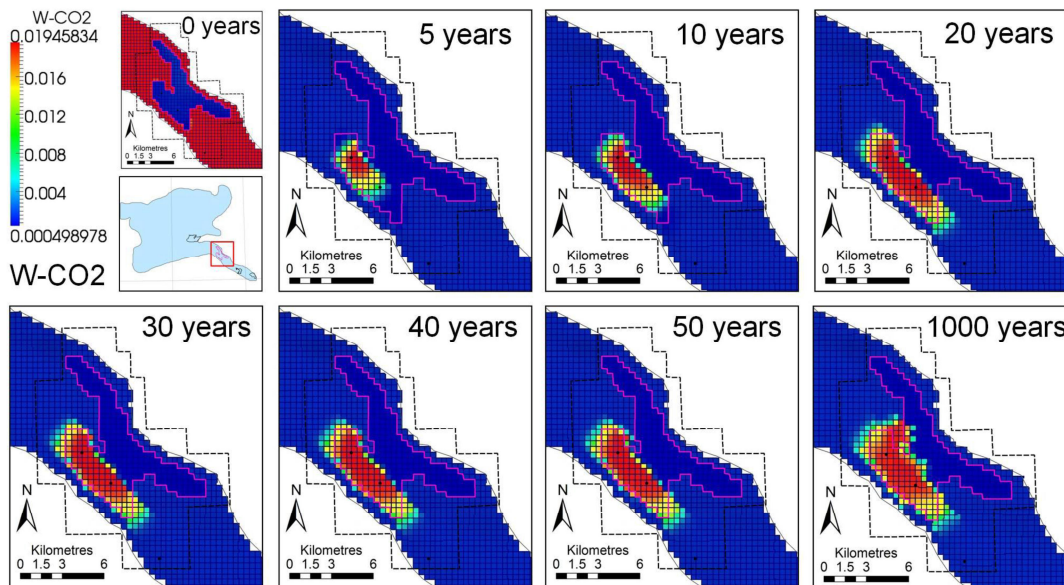 W-CO2
0.01945834
0.016
0.012
0.008
0.004
0.000498978
W-CO2
0 years
N
Kilometres
0 1.5 3 6
5 years
N
Kilometres
0 1.5 3 6
10 years
N
Kilometres
0 1.5 3 6
20 years
N
Kilometres
0 1.5 3 6
30 years
N
Kilometres
0 1.5 3 6
40 years
N
Kilometres
0 1.5 3 6
50 years
N
Kilometres
0 1.5 3 6
1000 years
N
Kilometres
0 1.5 3 6